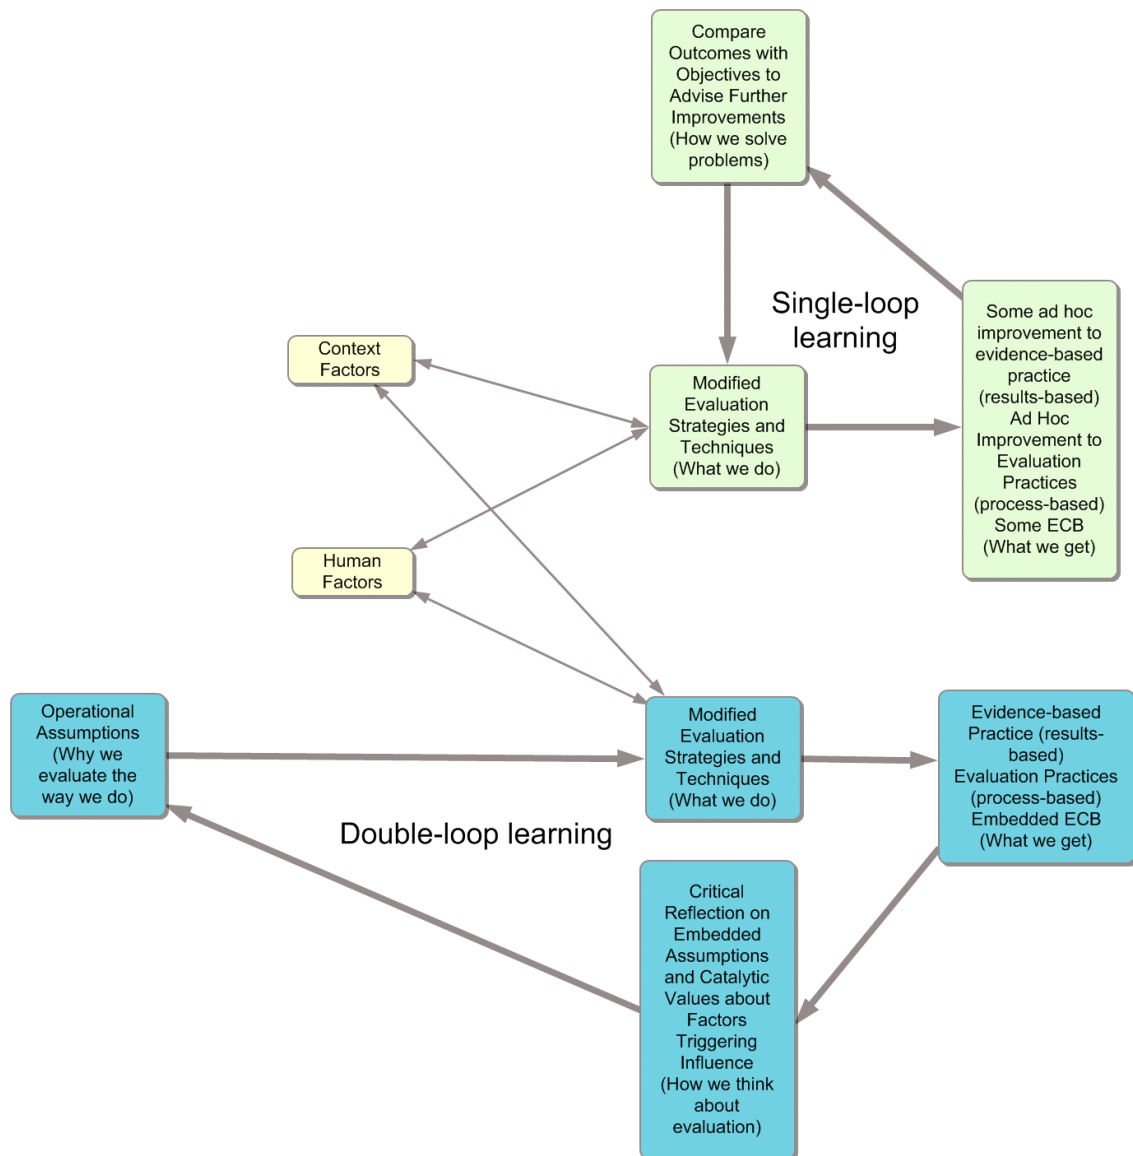 Compare
Outcomes with
Objectives to
Advise Further
Improvements
(How we solve
problems)
Single-loop
learning
Some ad hoc
improvement to
evidence-based
practice
(results-based)
Ad Hoc
Improvement to
Evaluation
Practices
(process-based)
Some ECB
(What we get)
Context
Factors
Modified
Evaluation
Strategies and
Techniques
(What we do)
Human
Factors
Operational
Assumptions
(Why we
evaluate the
way we do)
Modified
Evaluation
Strategies and
Techniques
(What we do)
Evidence-based
Practice (results-
based)
Evaluation Practices
(process-based)
Embedded ECB
(What we get)
Double-loop learning
Critical
Reflection on
Embedded
Assumptions
and Catalytic
Values about
Factors
Triggering
Influence
(How we think
about
evaluation)